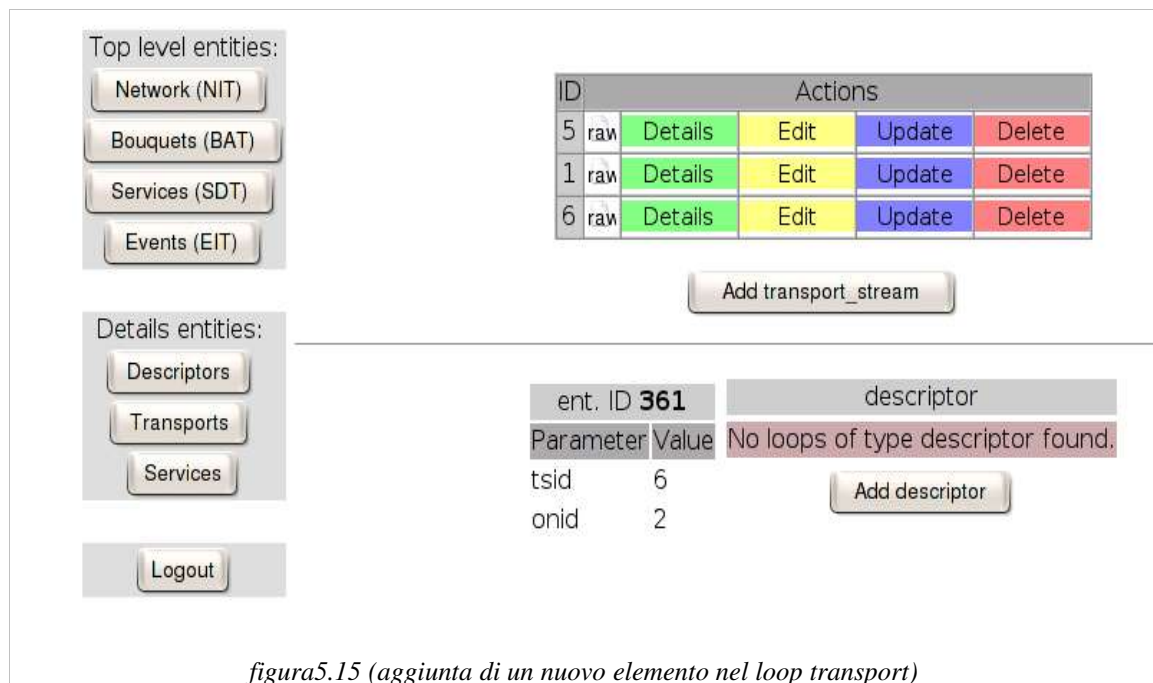 Top level entities:
Network (NIT)
Bouquets (BAT)
Services (SDT)
Events (EIT)
Details entities:
Descriptors
Transports
Services
Logout
ID Actions
5 raw Details Edit Update Delete
1 raw Details Edit Update Delete
6 raw Details Edit Update Delete
Add transport_stream
ent. ID 361
Parameter Value
tsid 6
onid 2
descriptor
No loops of type descriptor found.
Add descriptor
figura5.15 (aggiunta di un nuovo elemento nel loop transport)